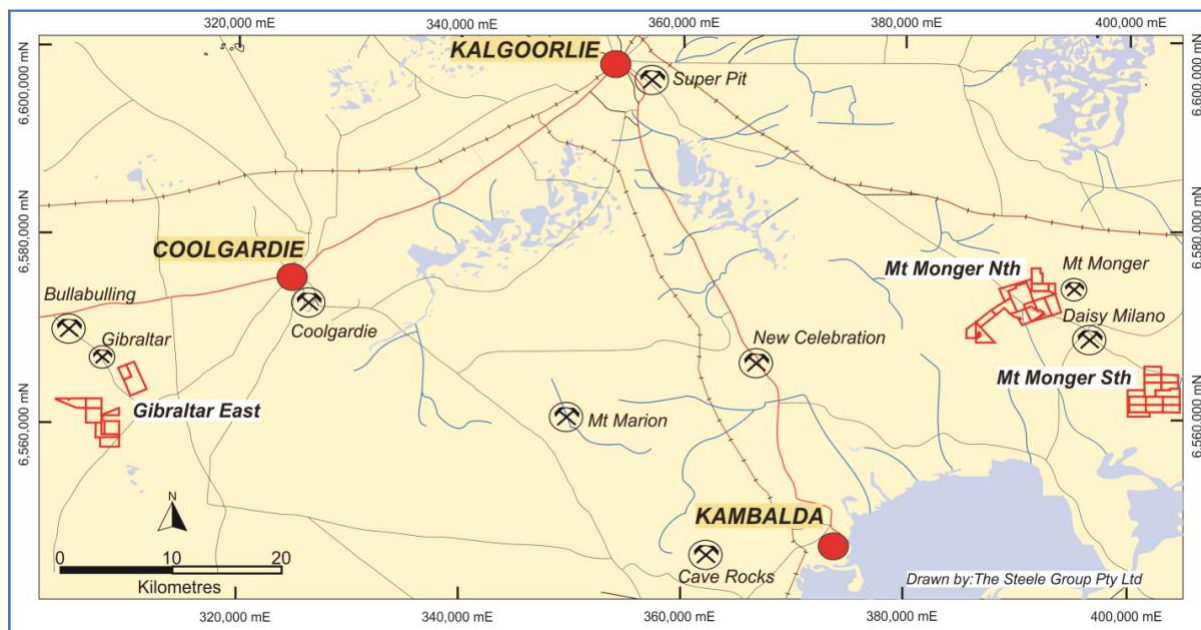 320,000 mE
340,000 mE
360,000 mE
380,000 mE
400,000 mE
6,600,000 mN
6,600,000 mN
KALGOORLIE
Super Pit
6,580,000 mN
6,580,000 mN
COOLGARDIE
Mt Monger Nth
Mt Monger
Bullabulling
Coolgardie
Daisy Milano
Gibraltar
New Celebration
Mt Monger Sth
Gibraltar East
Mt Marion
6,560,000 mN
6,560,000 mN
N
KAMBALDA
0
10
20
Kilometres
Cave Rocks
Drawn by:The Steele Group Pty Ltd
320,000 mE
340,000 mE
360,000 mE
380,000 mE
400,000 mE